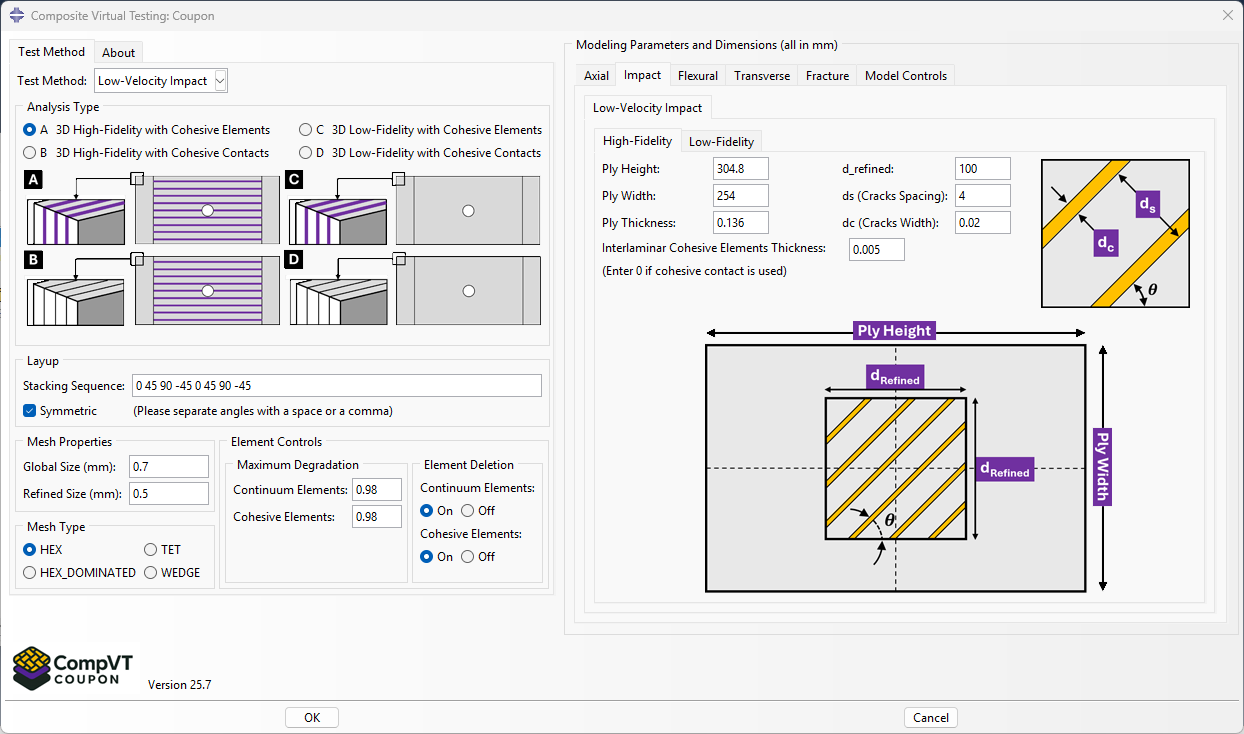 Composite Virtual Testing: Coupon
Test Method
About
Test Method:
Low-Velocity Impact
Analysis Type
A 3D High-Fidelity with Cohesive Elements
C 3D Low-Fidelity with Cohesive Elements
B 3D High-Fidelity with Cohesive Contacts
D 3D Low-Fidelity with Cohesive Contacts
A
C
B
D
Layup
Stacking Sequence:
0 45 90 -45 0 45 90 -45
Symmetric
(Please separate angles with a space or a comma)
Mesh Properties
Global Size (mm):
0.7
Refined Size (mm):
0.5
Mesh Type
HEX
TET
HEX_DOMINATED
WEDGE
Element Controls
Maximum Degradation
Continuum Elements:
0.98
Cohesive Elements:
0.98
Element Deletion
Continuum Elements:
On
Off
Cohesive Elements:
On
Off
CompVT
COUPON
Version 25.7
Modeling Parameters and Dimensions (all in mm)
Axial
Impact
Flexural
Transverse
Fracture
Model Controls
Low-Velocity Impact
High-Fidelity
Low-Fidelity
Ply Height:
304.8
d_refined:
100
Ply Width:
254
ds (Cracks Spacing):
4
Ply Thickness:
0.136
dc (Cracks Width):
0.02
Interlaminar Cohesive Elements Thickness:
0.005
(Enter 0 if cohesive contact is used)
ds
dc
θ
Ply Height
dRefined
dRefined
θ
Ply Width
OK
Cancel